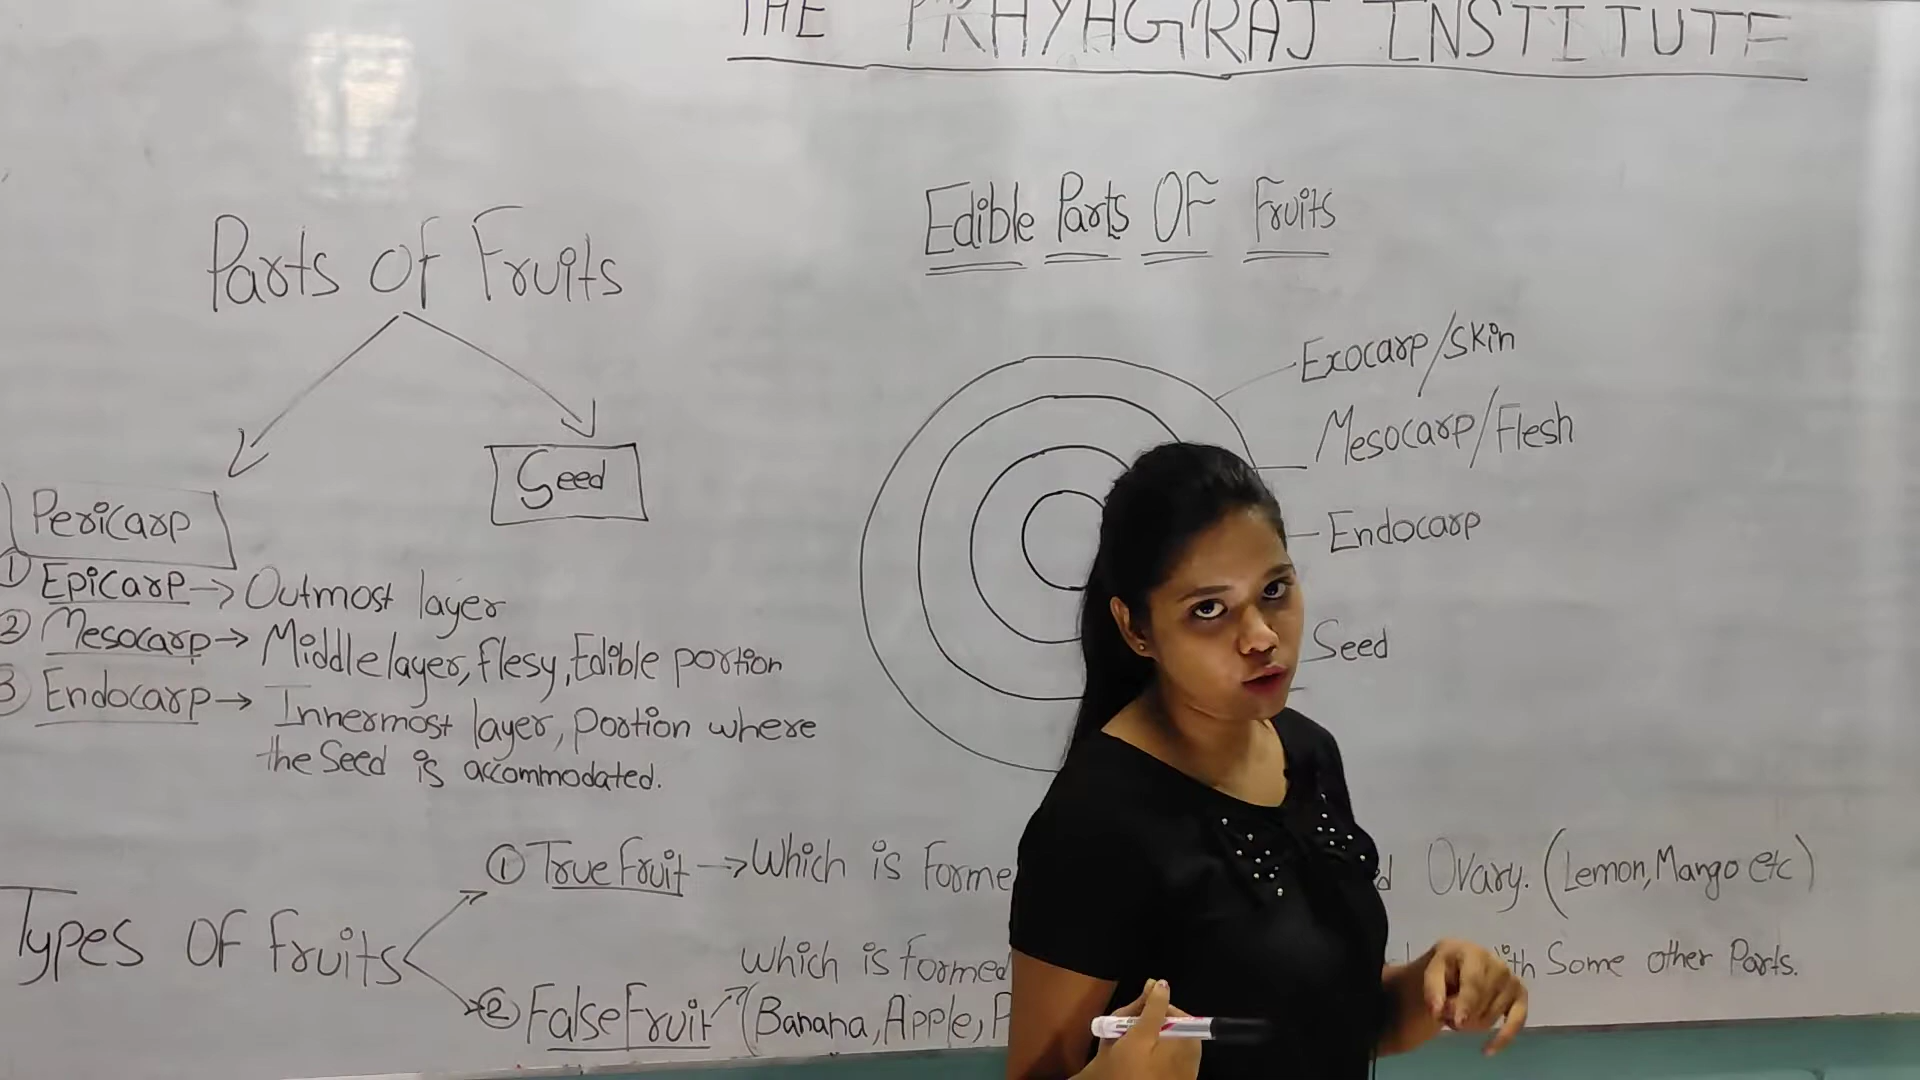 THE PRAYAGRAJ INSTITUTE
Parts of Fruits
Pericarp
Seed
① Epicarp → Outmost layer
② Mesocarp → Middle layer, flesy, Edible portion
3 Endocarp → Innermost layer, Portion where
the Seed is accommodated.
Edible Parts OF Fruits
Exocarp/Skin
Mesocarp/Flesh
Endocarp
Seed
Types OF fruits
① True Fruit → Which is Forme Ovary. (Lemon, Mango etc)
which is formed Some other Parts.
② False Fruit (Banana, Apple,